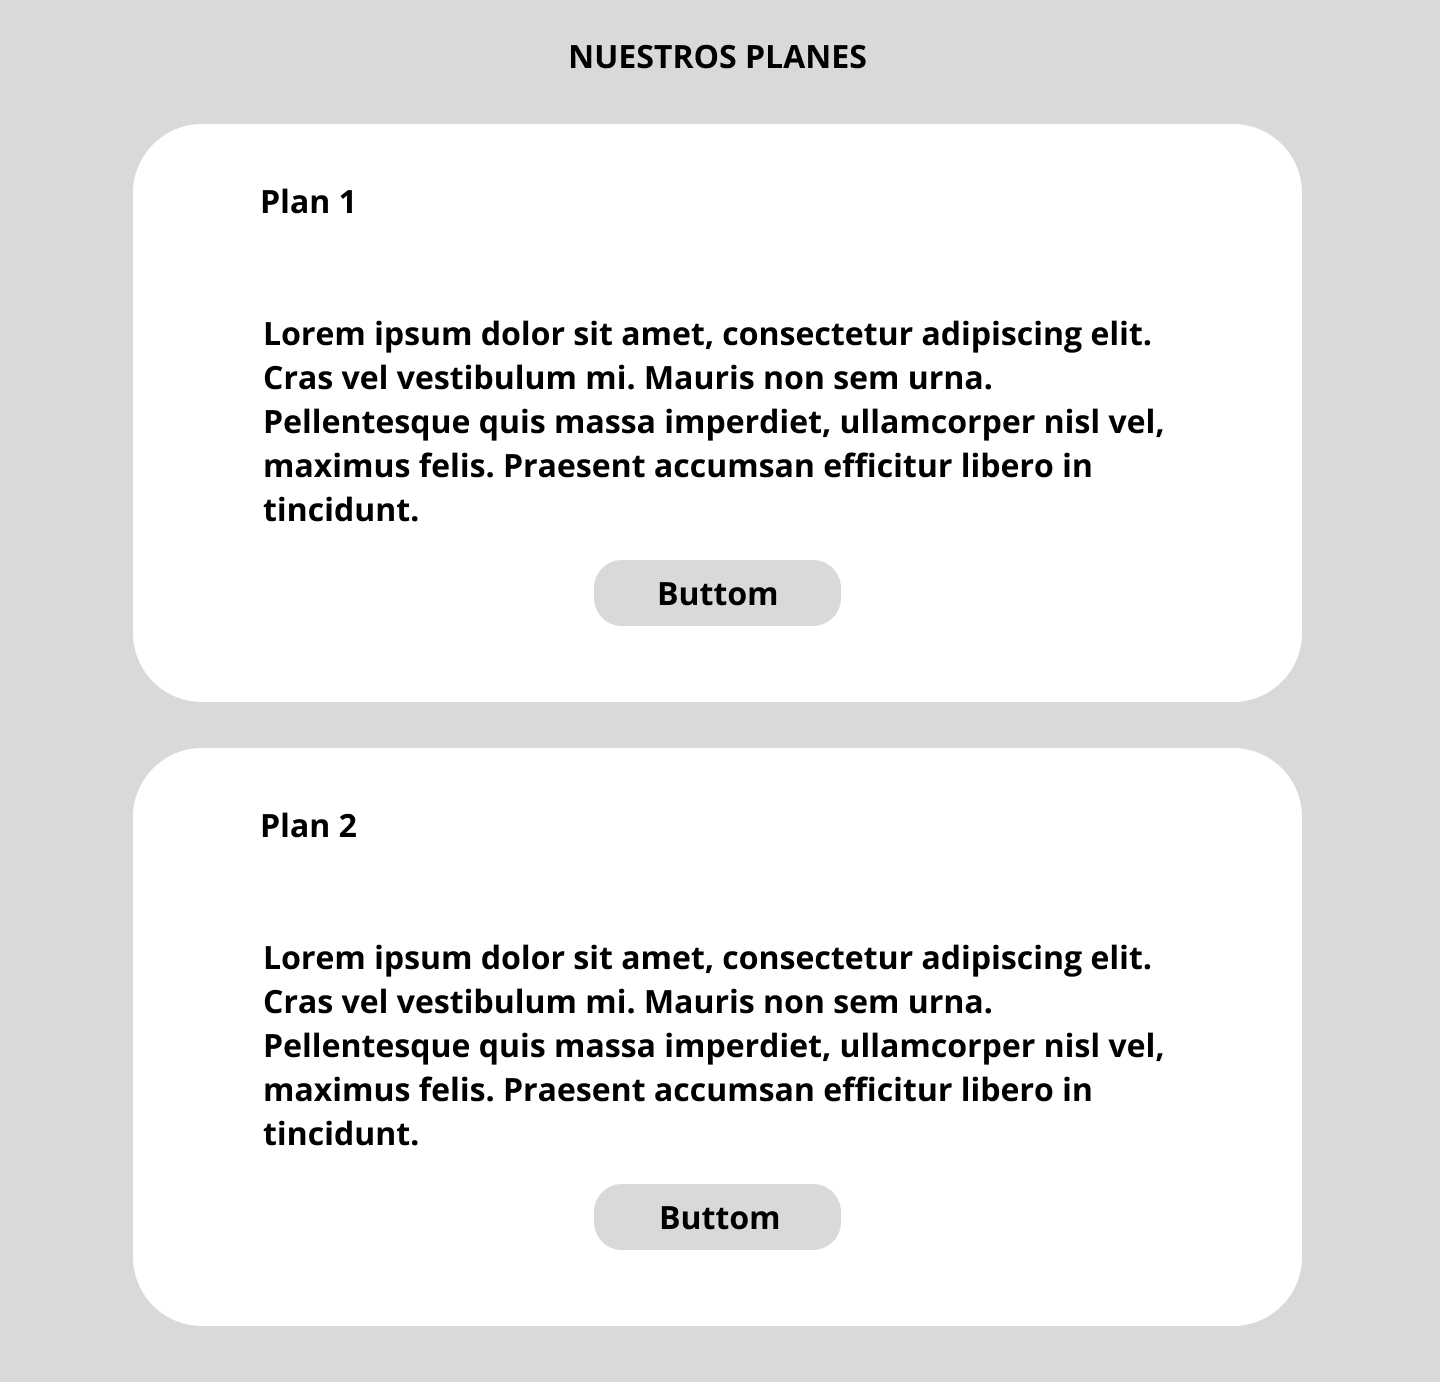 NUESTROS PLANES
Plan 1
Lorem ipsum dolor sit amet, consectetur adipiscing elit.
Cras vel vestibulum mi. Mauris non sem urna.
Pellentesque quis massa imperdiet, ullamcorper nisl vel,
maximus felis. Praesent accumsan efficitur libero in
tincidunt.
Buttom
Plan 2
Lorem ipsum dolor sit amet, consectetur adipiscing elit.
Cras vel vestibulum mi. Mauris non sem urna.
Pellentesque quis massa imperdiet, ullamcorper nisl vel,
maximus felis. Praesent accumsan efficitur libero in
tincidunt.
Buttom